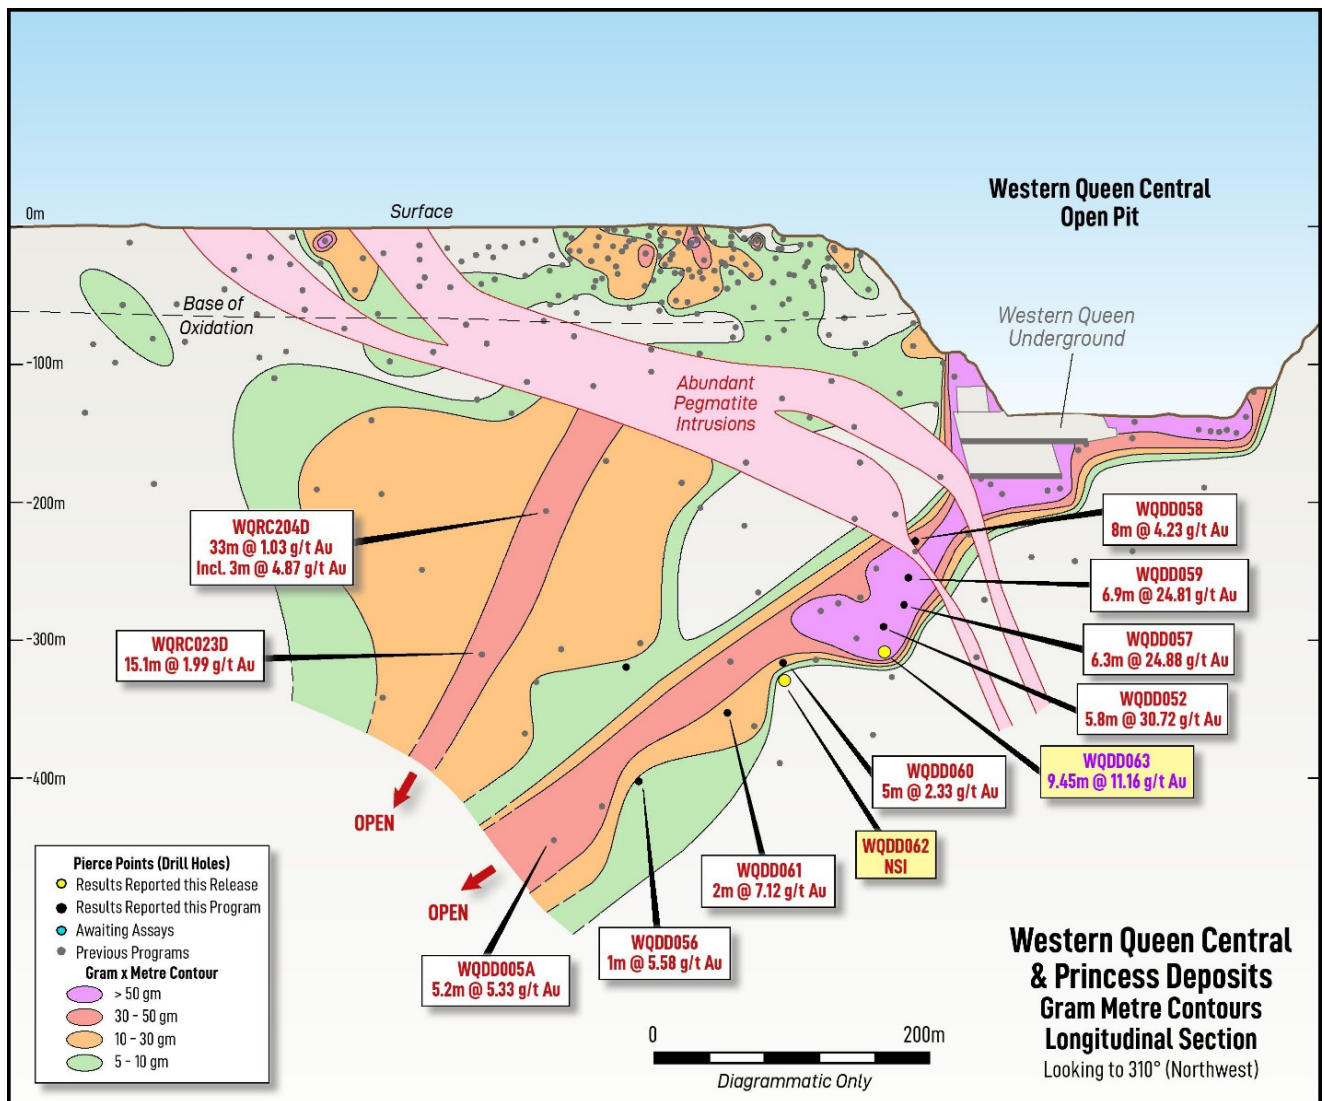 Western Queen Central
Open Pit
0m
Surface
Western Queen
Underground
Base of
Oxidation
-100m
Abundant
Pegmatite
Intrusions
-200m
WQRC204D
33m @ 1.03 g/t Au
Incl. 3m @ 4.87 g/t Au
WQDD058
8m @ 4.23 g/t Au
WQDD059
6.9m @ 24.81 g/t Au
-300m
WQRC023D
15.1m @ 1.99 g/t Au
WQDD057
6.3m @ 24.88 g/t Au
WQDD052
5.8m @ 30.72 g/t Au
WQDD063
9.45m @ 11.16 g/t Au
-400m
WQDD060
5m @ 2.33 g/t Au
OPEN
WQDD062
NSI
WQDD061
2m @ 7.12 g/t Au
OPEN
WQDD056
1m @ 5.58 g/t Au
WQDD005A
5.2m @ 5.33 g/t Au
Pierce Points (Drill Holes)
Results Reported this Release
Results Reported this Program
Awaiting Assays
Previous Programs
Gram x Metre Contour
> 50 gm
30 - 50 gm
10 - 30 gm
5 - 10 gm
0 200m
Diagrammatic Only
Western Queen Central
& Princess Deposits
Gram Metre Contours
Longitudinal Section
Looking to 310° (Northwest)